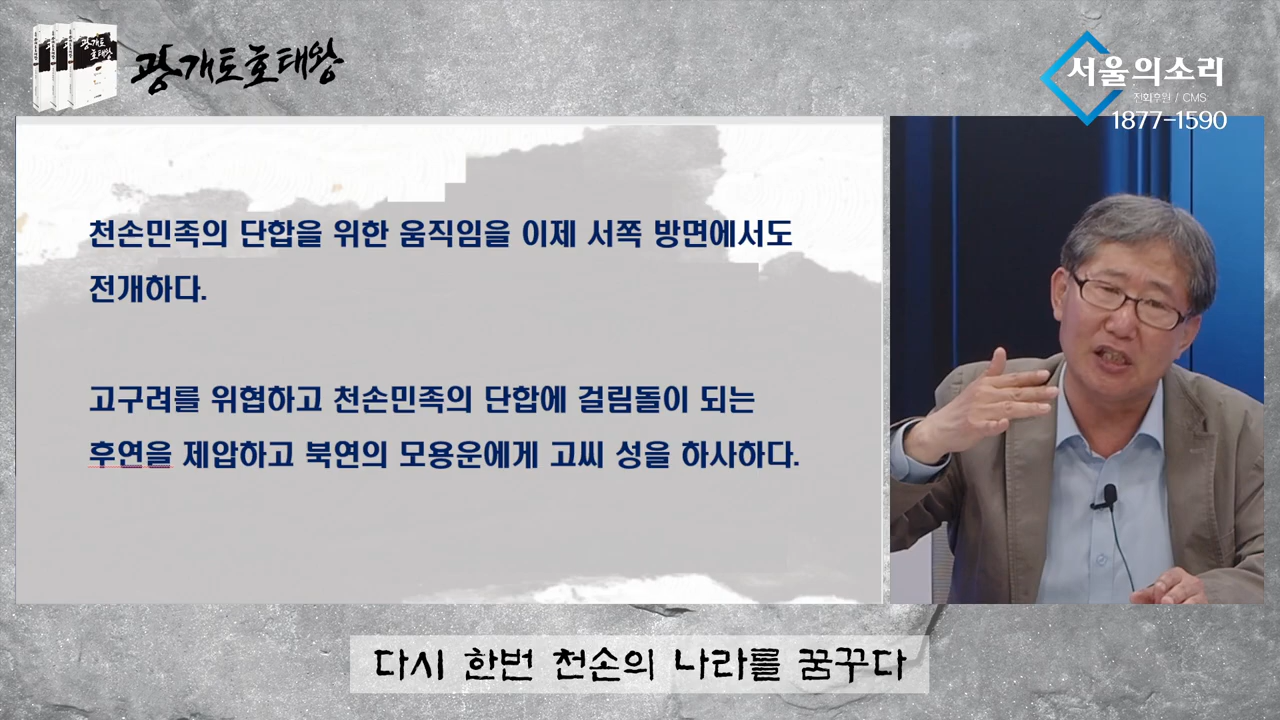 광개토호태왕
서울의소리
전화후원 / CMS
1877-1590
천손민족의 단합을 위한 움직임을 이제 서쪽 방면에서도
전개하다.
고구려를 위협하고 천손민족의 단합에 걸림돌이 되는
후연을 제압하고 북연의 모용운에게 고씨 성을 하사하다.
다시 한번 천손의 나라를 꿈꾸다